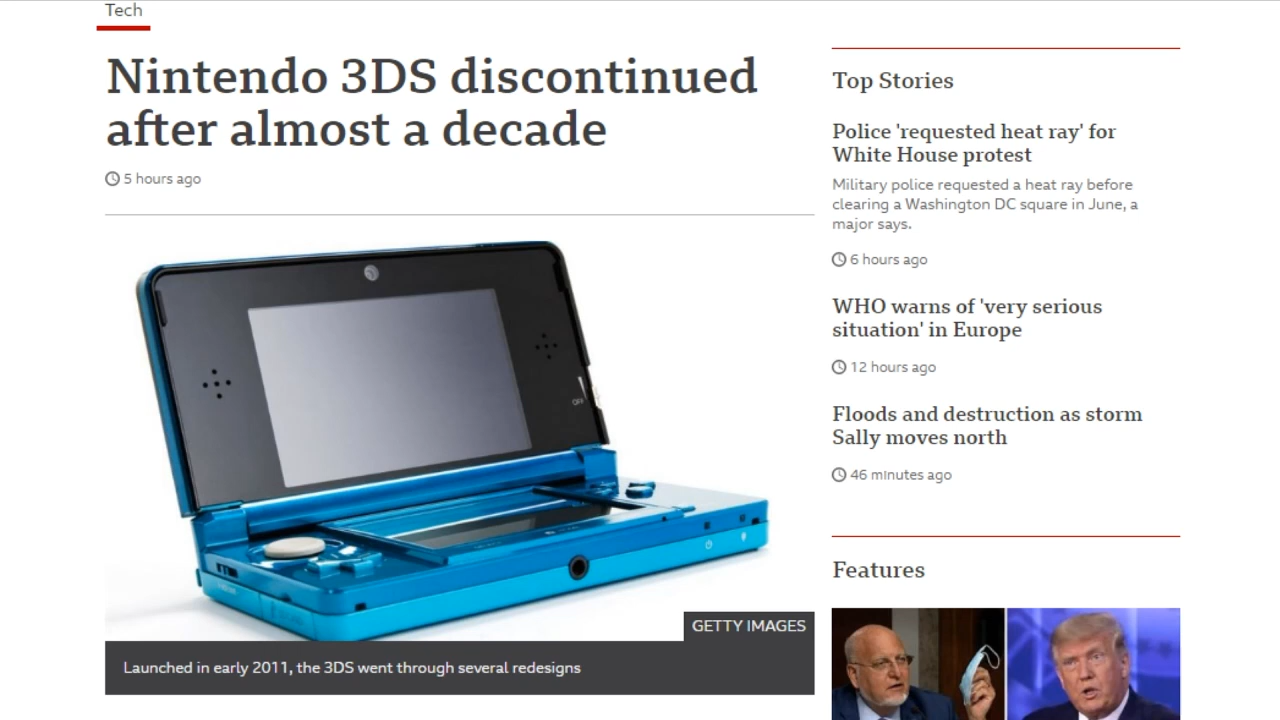 Tech
Nintendo 3DS discontinued
after almost a decade
5 hours ago
GETTY IMAGES
Launched in early 2011, the 3DS went through several redesigns
Top Stories
Police 'requested heat ray' for
White House protest
Military police requested a heat ray before
clearing a Washington DC square in June, a
major says.
6 hours ago
WHO warns of 'very serious
situation' in Europe
12 hours ago
Floods and destruction as storm
Sally moves north
46 minutes ago
Features